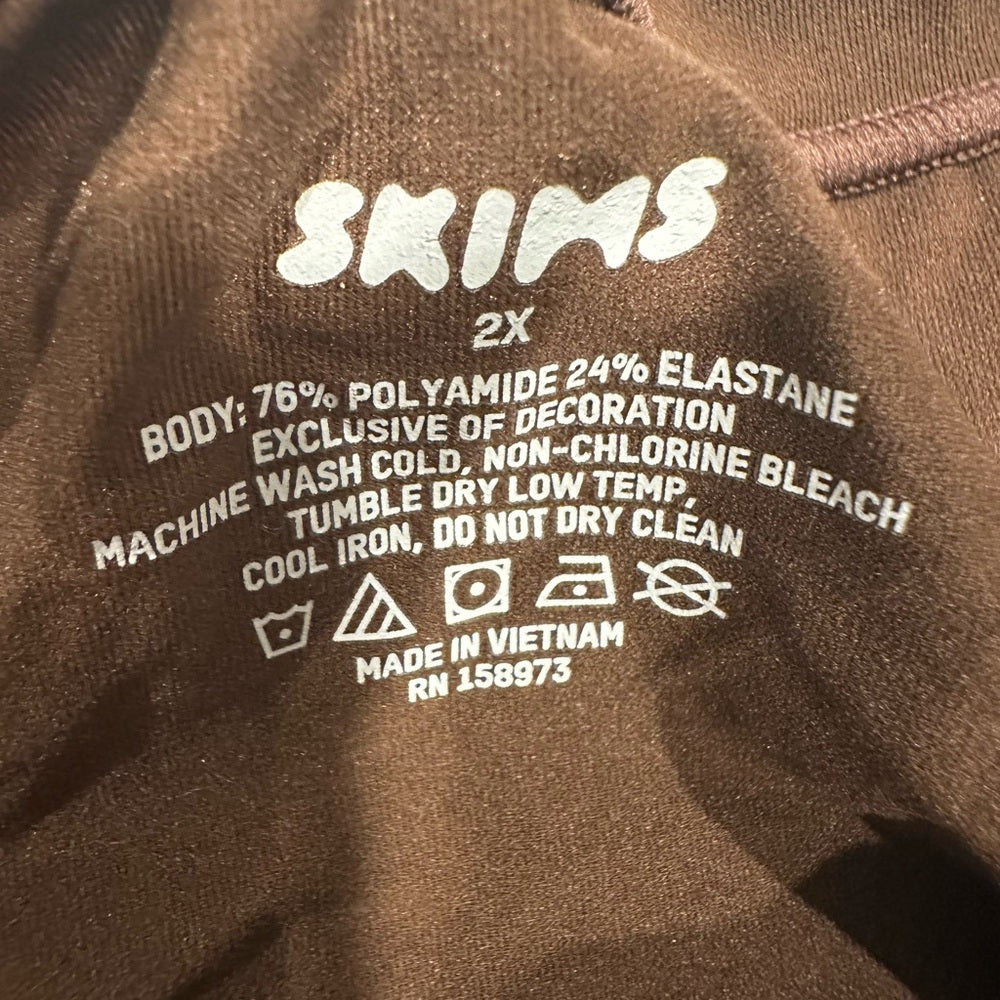 SKIMS
2X
BODY: 76% POLYAMIDE 24% ELASTANE
EXCLUSIVE OF DECORATION
MACHINE WASH COLD, NON-CHLORINE BLEACH
TUMBLE DRY LOW TEMP,
COOL IRON, DO NOT DRY CLEAN
MADE IN VIETNAM
RN 158973